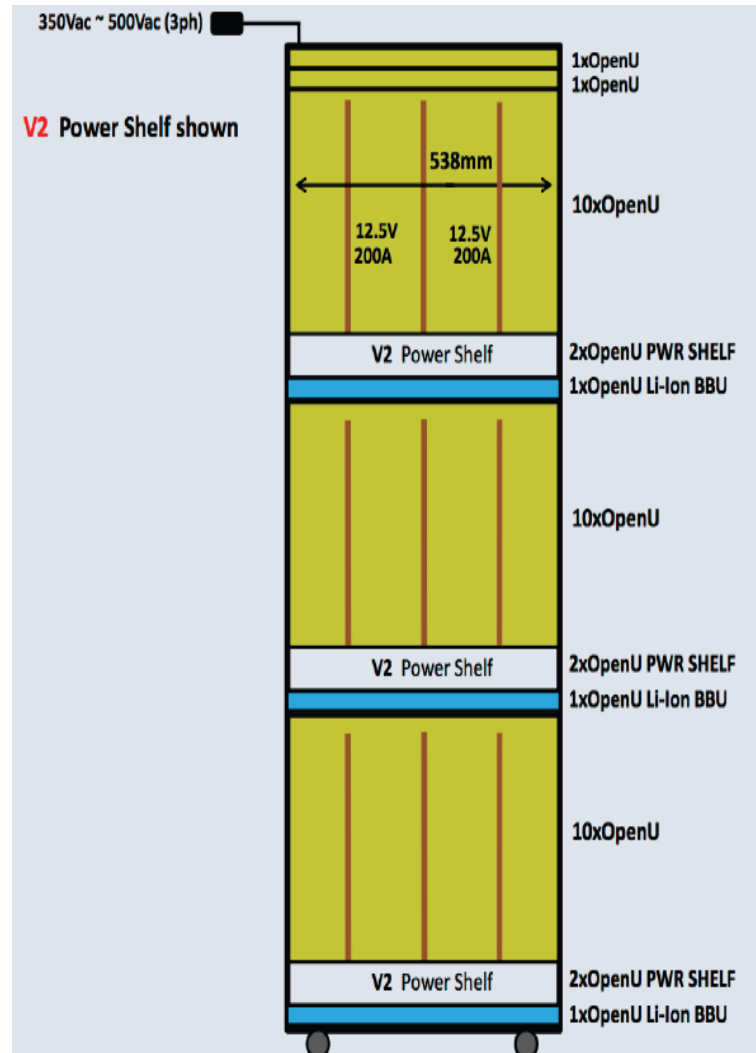 350Vac ~ 500Vac (3ph)
1xOpenU
1xOpenU
V2 Power Shelf shown
538mm
10xOpenU
12.5V 200A
12.5V 200A
V2 Power Shelf
2xOpenU PWR SHELF
1xOpenU Li-Ion BBU
10xOpenU
V2 Power Shelf
2xOpenU PWR SHELF
1xOpenU Li-Ion BBU
10xOpenU
V2 Power Shelf
2xOpenU PWR SHELF
1xOpenU Li-Ion BBU